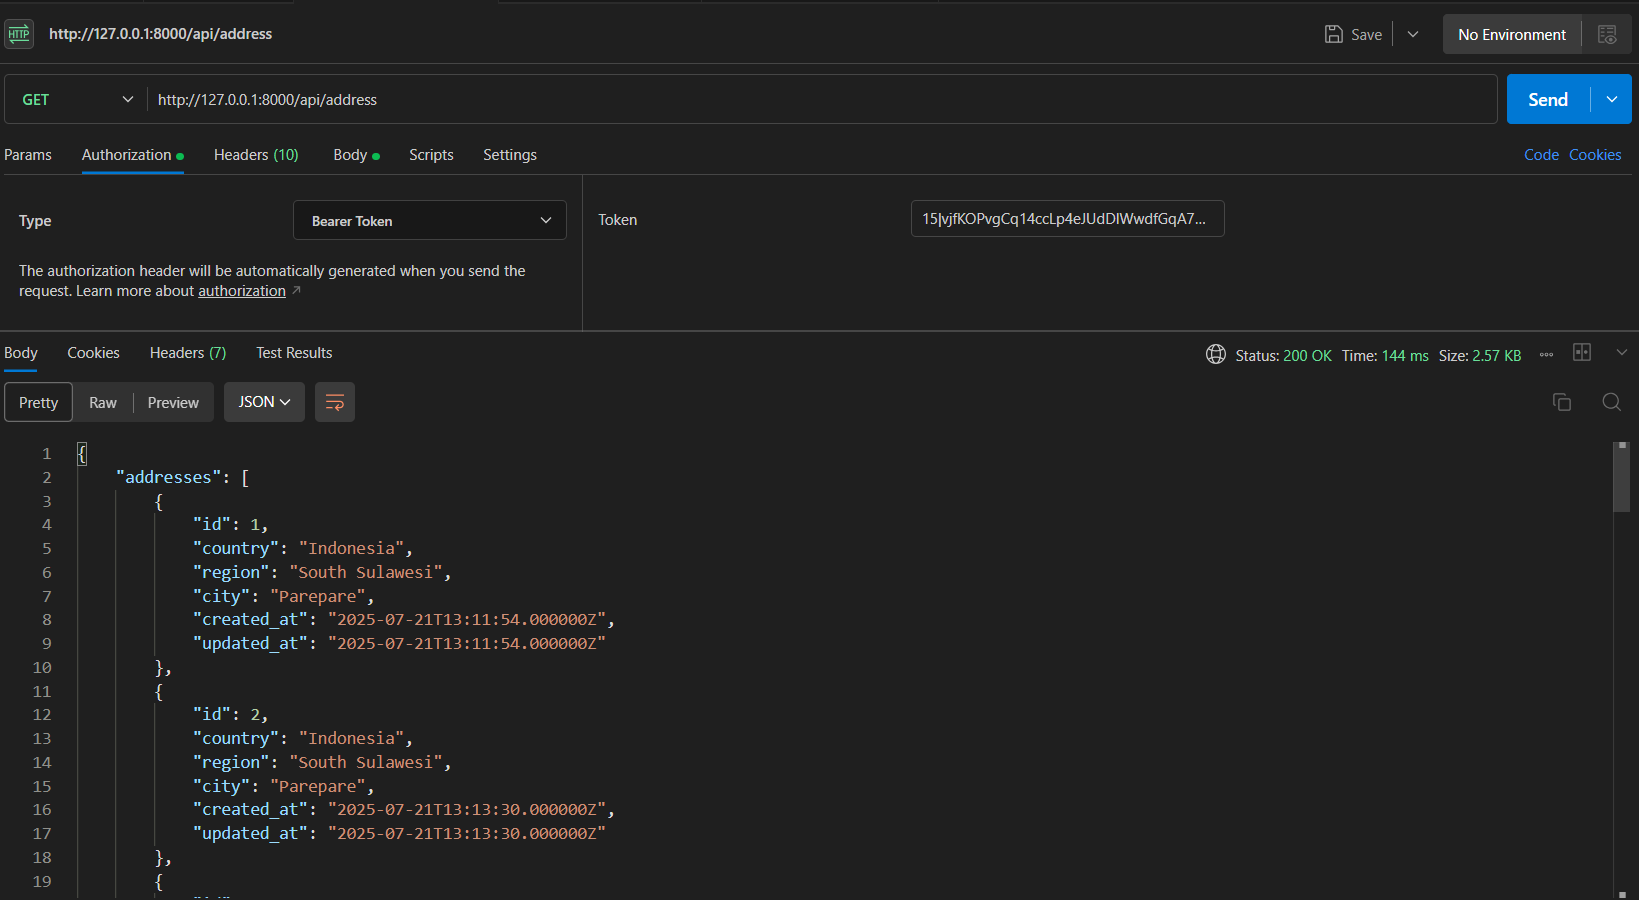 HTTP http://127.0.0.1:8000/api/address Save No Environment
GET http://127.0.0.1:8000/api/address Send
Params Authorization Headers (10) Body Scripts Settings Code Cookies
Type Bearer Token Token 15|vjfKOPvgCq14ccLp4eJUdDIWwdfGqA7...
The authorization header will be automatically generated when you send the
request. Learn more about authorization
Body Cookies Headers (7) Test Results Status: 200 OK Time: 144 ms Size: 2.57 KB
Pretty Raw Preview JSON
1 {
2 "addresses": [
3 {
4 "id": 1,
5 "country": "Indonesia",
6 "region": "South Sulawesi",
7 "city": "Parepare",
8 "created_at": "2025-07-21T13:11:54.000000Z",
9 "updated_at": "2025-07-21T13:11:54.000000Z"
10 },
11 {
12 "id": 2,
13 "country": "Indonesia",
14 "region": "South Sulawesi",
15 "city": "Parepare",
16 "created_at": "2025-07-21T13:13:30.000000Z",
17 "updated_at": "2025-07-21T13:13:30.000000Z"
18 },
19 {